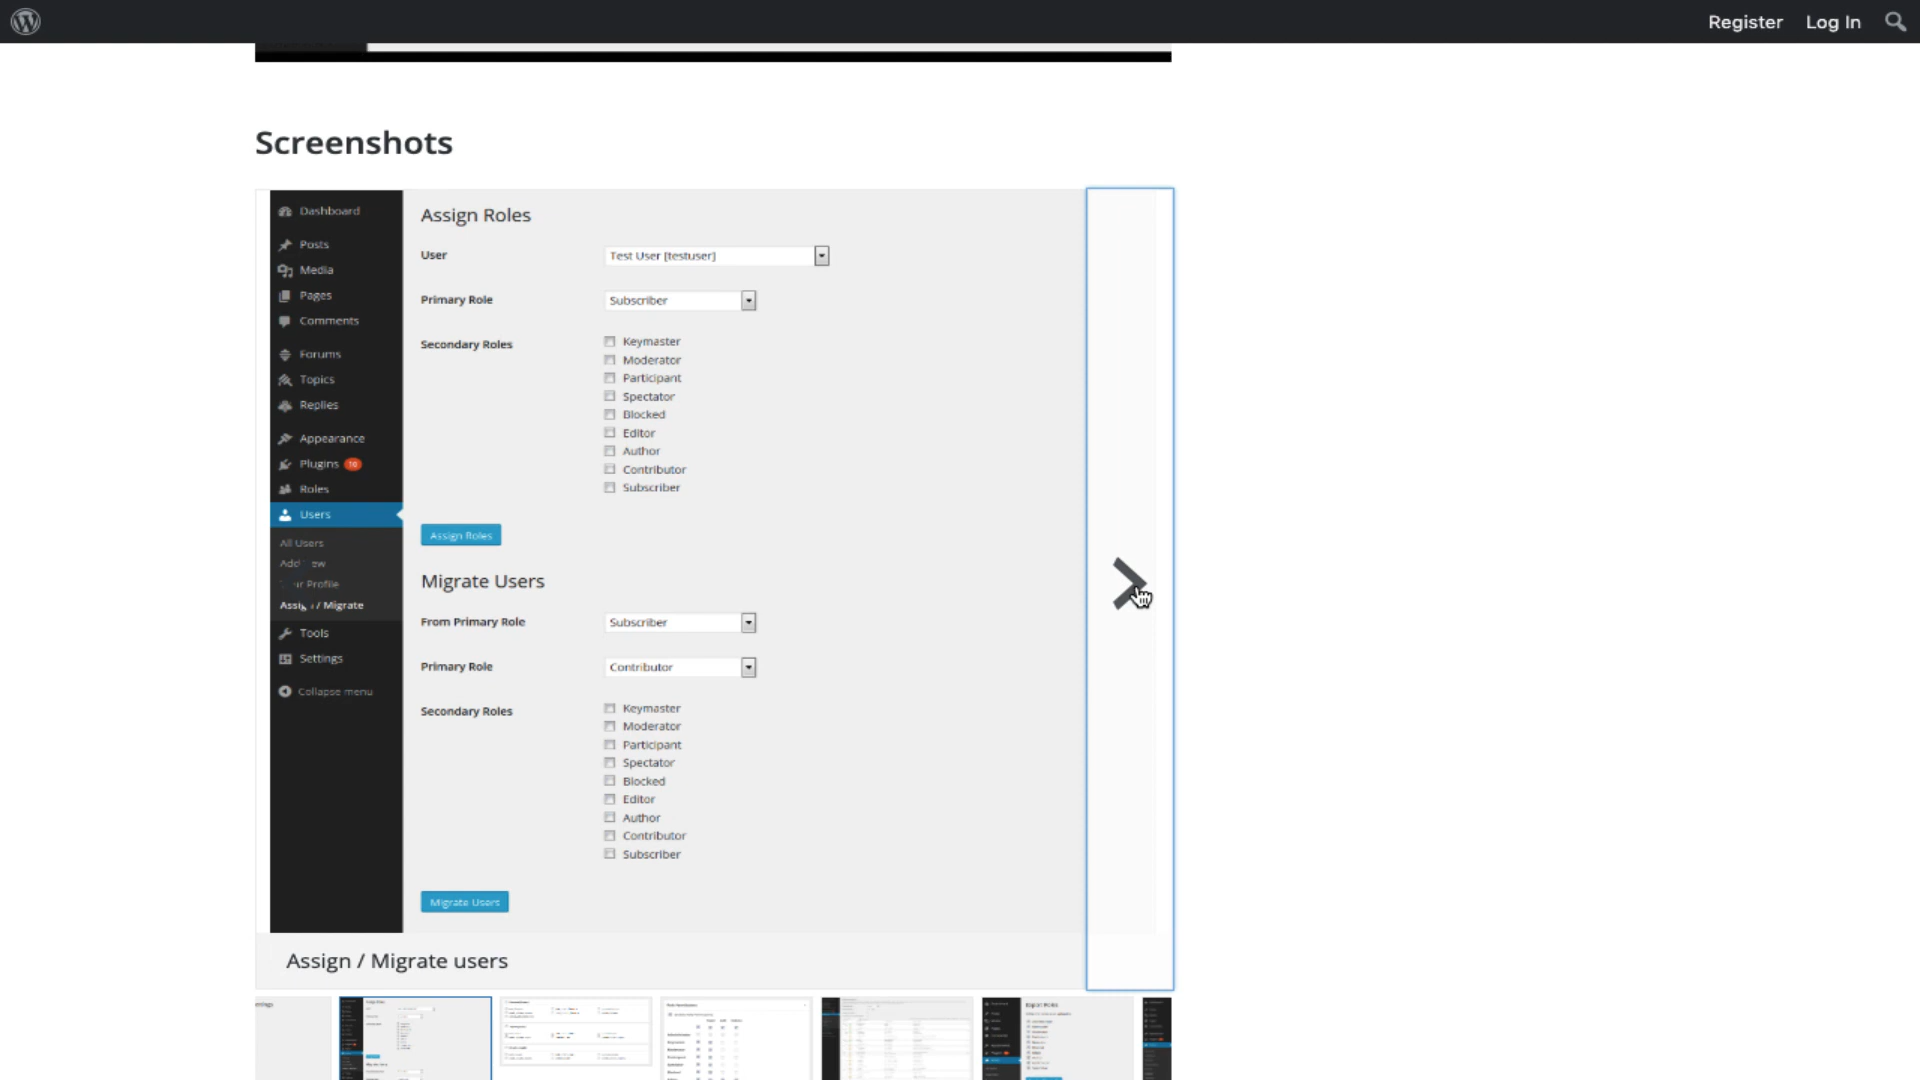 Register Log In
Screenshots
Dashboard
Posts
Media
Pages
Comments
Forums
Topics
Replies
Appearance
Plugins 10
Roles
Users
All Users
Assign / Migrate
Tools
Settings
Collapse menu
Assign Roles
User Test User [testuser]
Primary Role Subscriber
Secondary Roles Keymaster
Moderator
Participant
Spectator
Blocked
Editor
Author
Contributor
Subscriber
Assign Roles
Migrate Users
From Primary Role Subscriber
Primary Role Contributor
Secondary Roles Keymaster
Moderator
Participant
Spectator
Blocked
Editor
Author
Contributor
Subscriber
Migrate Users
Assign / Migrate users